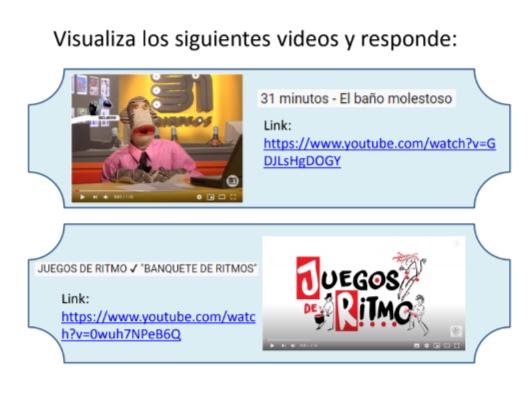 Visualiza los siguientes videos y responde:
31 minutos - El baño molestoso
Link:
https://www.youtube.com/watch?v=G
DJLsHgDOGY
JUEGOS DE RITMO ✓ "BANQUETE DE RITMOS"
Link:
https://www.youtube.com/watc
h?v=0wuh7NPeB6Q
JUEGOS
DE RITMO